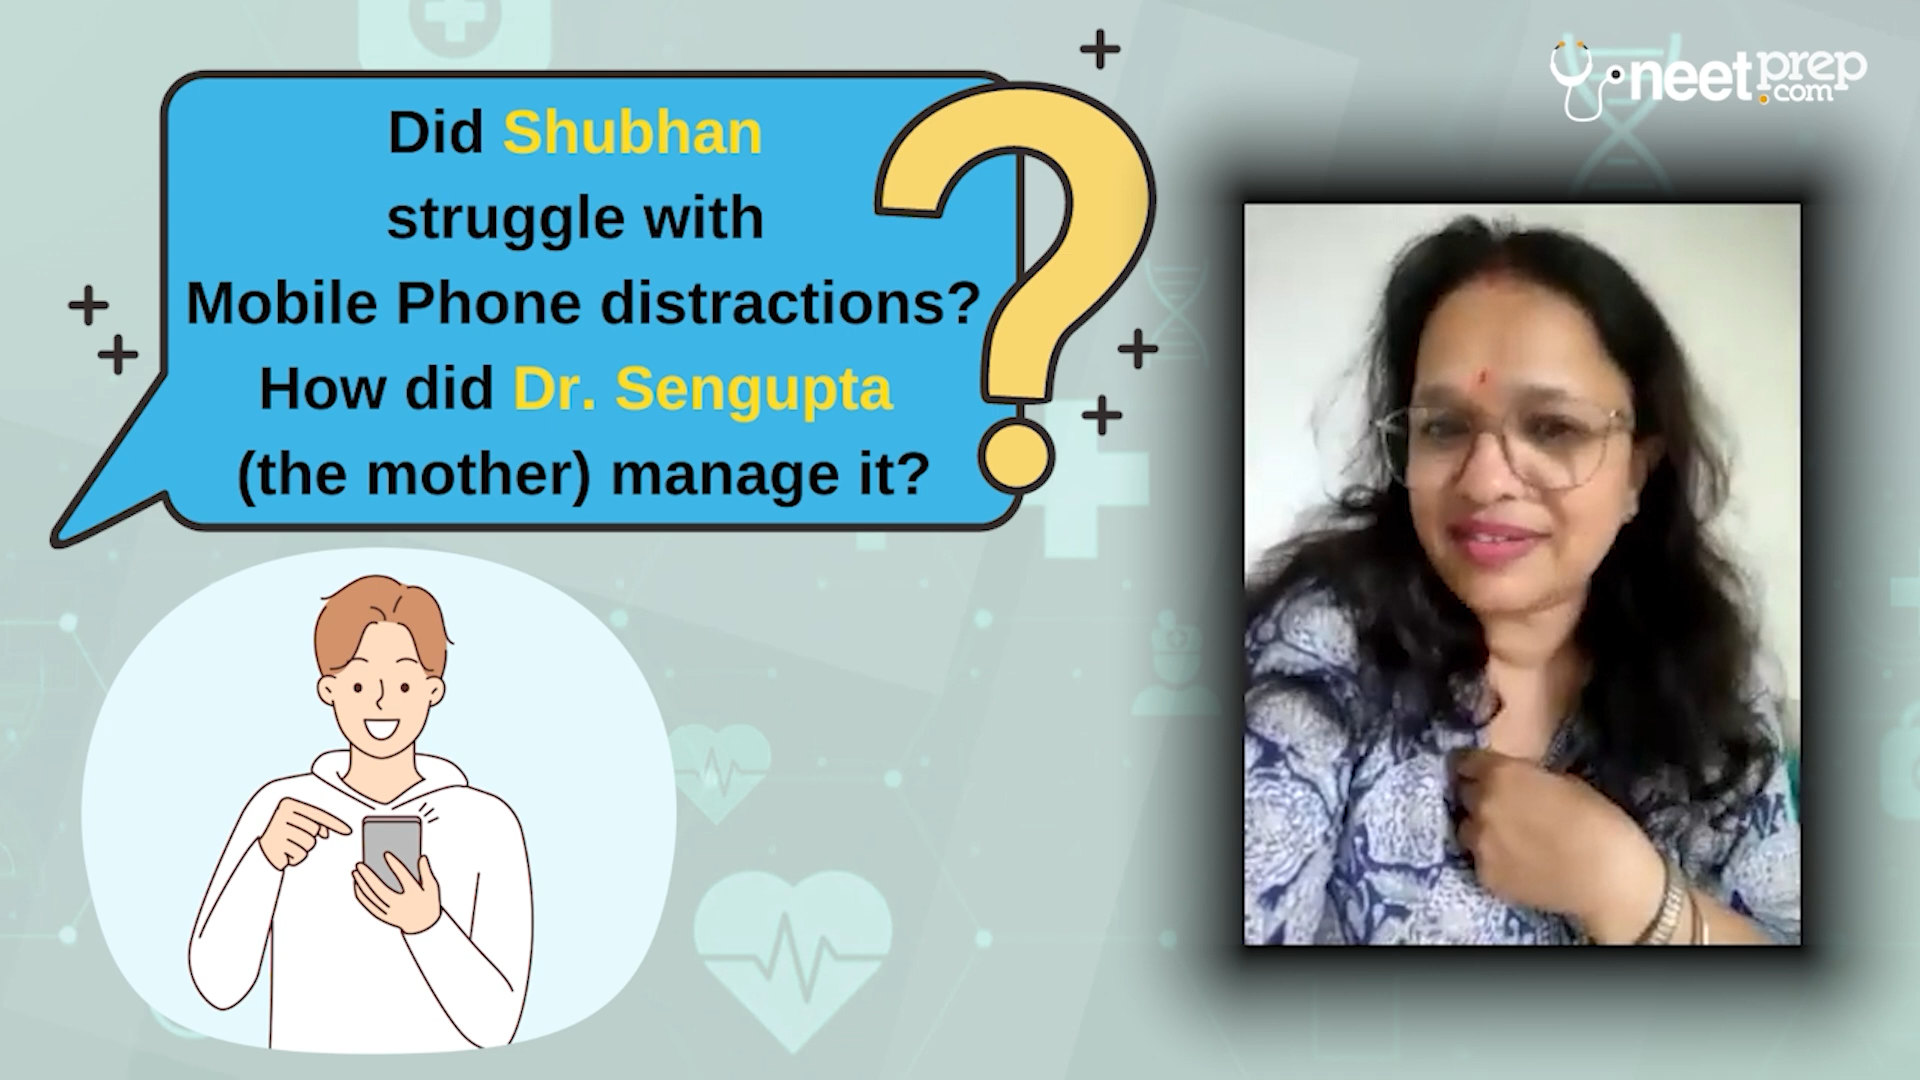 Did Shubhan
struggle with
Mobile Phone distractions?
How did Dr. Sengupta
(the mother) manage it?
neetprep
.com